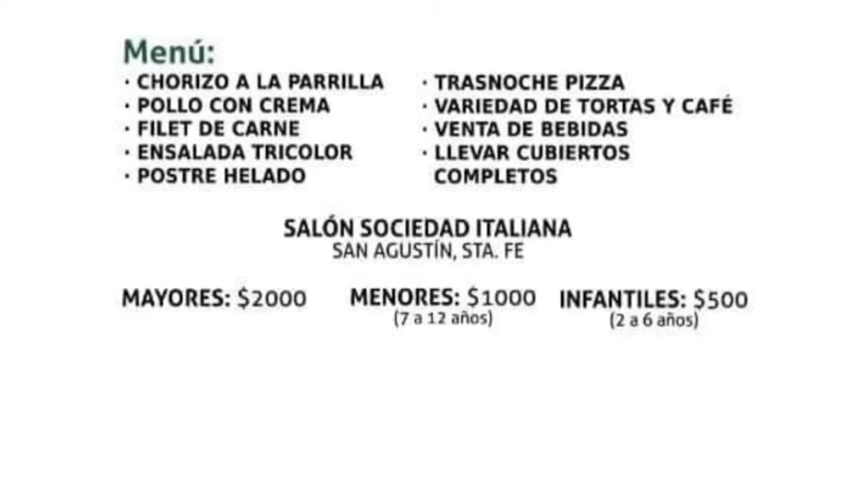 Menú:
· CHORIZO A LA PARRILLA
· POLLO CON CREMA
· FILET DE CARNE
· ENSALADA TRICOLOR
· POSTRE HELADO
· TRASNOCHE PIZZA
· VARIEDAD DE TORTAS Y CAFÉ
· VENTA DE BEBIDAS
· LLEVAR CUBIERTOS
COMPLETOS
SALÓN SOCIEDAD ITALIANA
SAN AGUSTÍN, STA. FE
MAYORES: $2000
MENORES: $1000
(7 a 12 años)
INFANTILES: $500
(2 a 6 años)